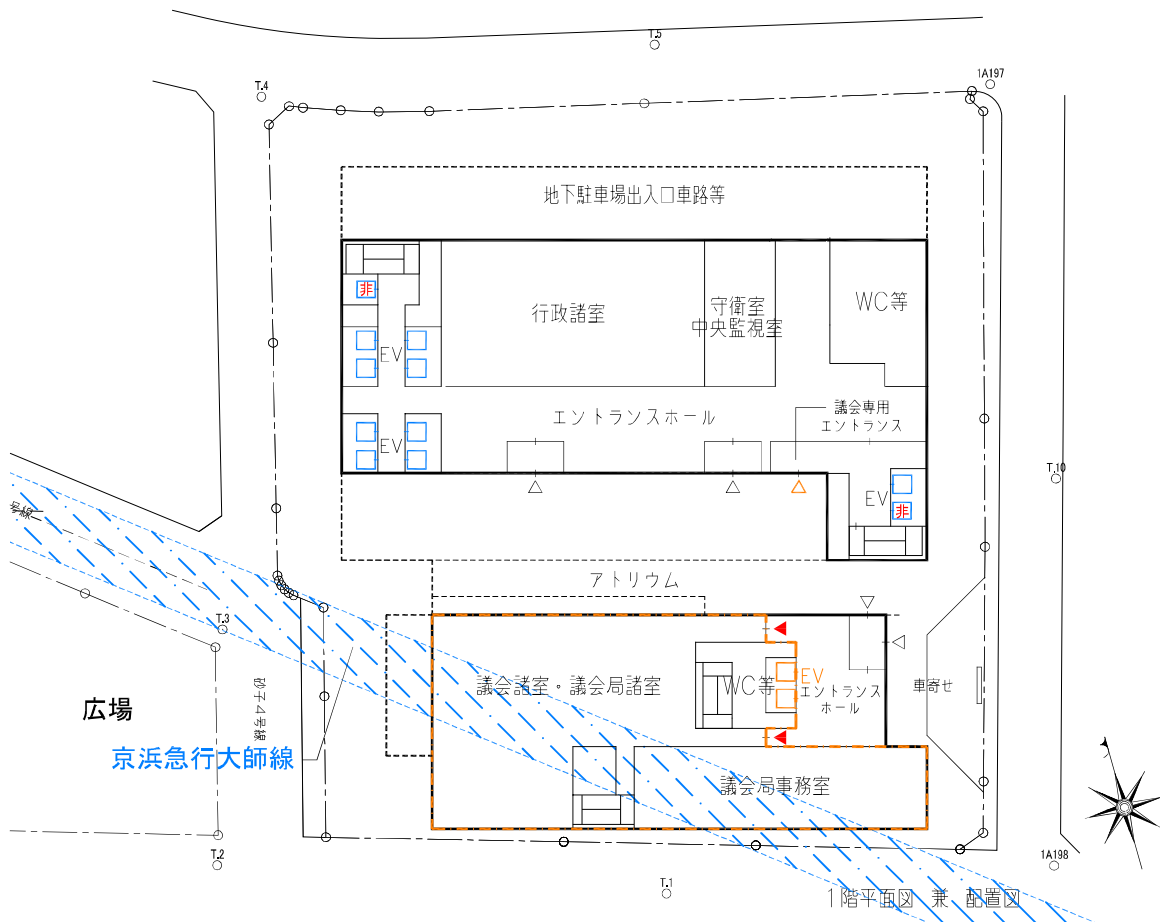 T.5
T.4
1A197
地下駐車場出入口車路等
非
行政諸室
守衛室
中央監視室
WC等
EV
エントランスホール
議会専用
エントランス
EV
T.10
EV
非
アトリウム
T.3
議会諸室・議会局諸室
WC等
EV
エントランス
ホール
車寄せ
砂子4号線
広場
京浜急行大師線
議会局事務室
T.2
T.1
1A198
1階平面図 兼 配置図